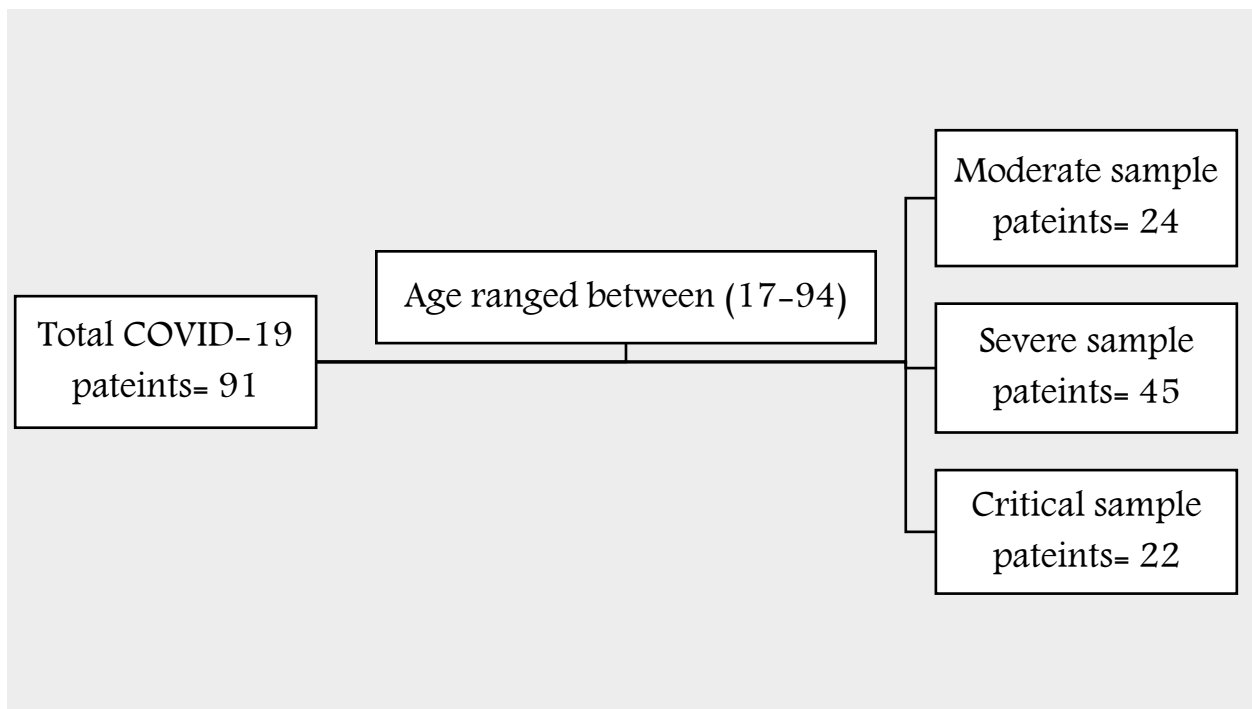 Total COVID-19
pateints= 91
Age ranged between (17-94)
Moderate sample
pateints= 24
Severe sample
pateints= 45
Critical sample
pateints= 22